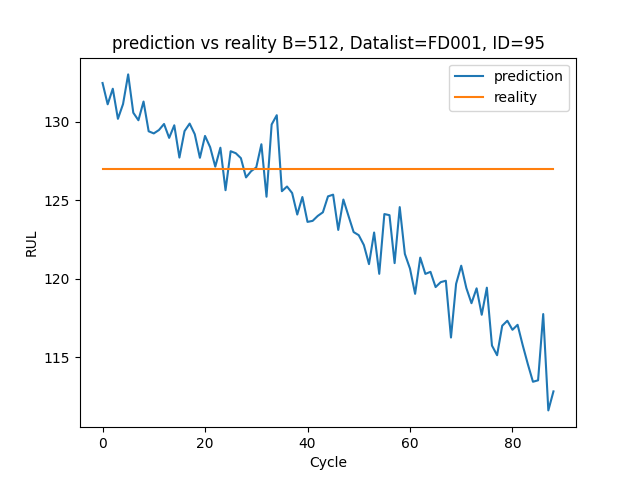 prediction vs reality B=512, Datalist=FD001, ID=95
prediction
reality
RUL
130
125
120
115
0 20 40 60 80
Cycle